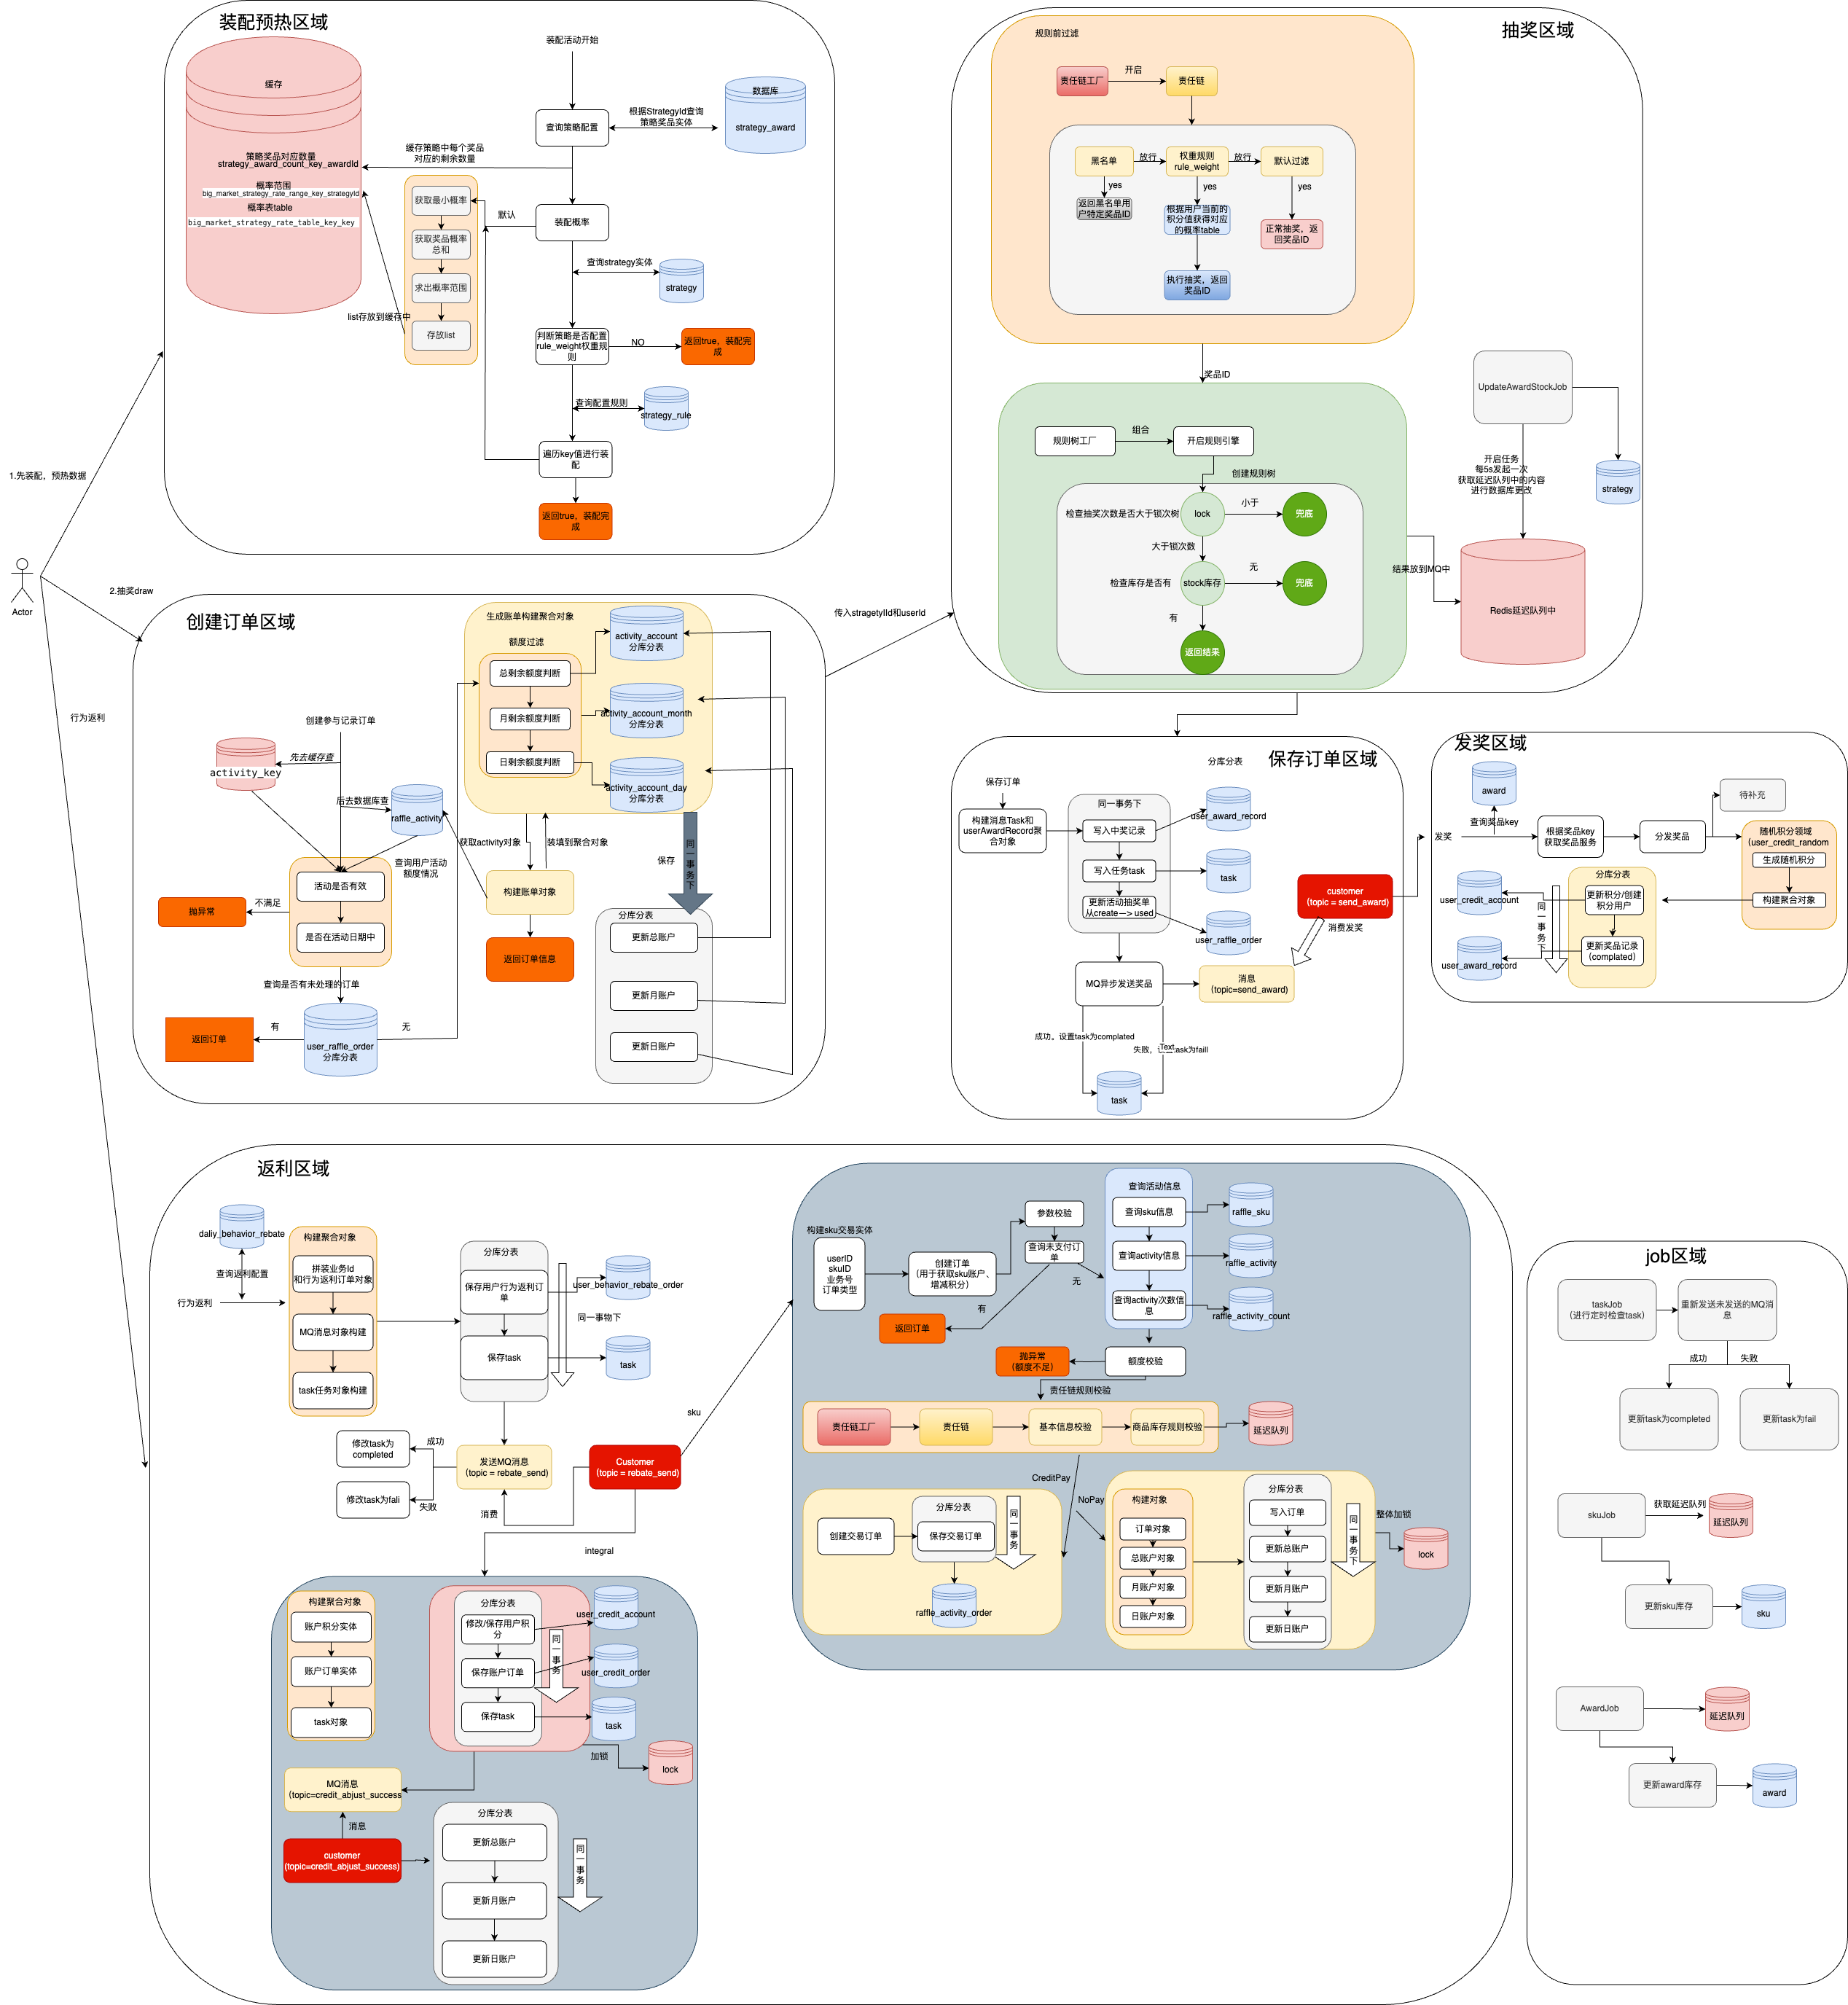 装配预热区域
缓存
策略奖品对应数量
strategy_award_count_key_awardId
概率范围
big_market_strategy_rate_range_key_strategyId
概率表table
big_market_strategy_rate_table_key_key
装配活动开始
查询策略配置
根据StrategyId查询
策略奖品实体
数据库
strategy_award
缓存策略中每个奖品
对应的剩余数量
获取最小概率
获取奖品概率
总和
求出概率范围
存放list
list存放到缓存中
默认
装配概率
查询strategy实体
strategy
判断策略是否配置
rule_weight权重规
则
NO
返回true，装配完
成
查询配置规则
strategy_rule
遍历key值进行装
配
返回true，装配完
成
1.先装配，预热数据
Actor
2.抽奖draw
行为返利
抽奖区域
规则前过滤
责任链工厂
开启
责任链
黑名单
放行
权重规则
rule_weight
放行
默认过滤
yes
yes
yes
返回黑名单用
户特定奖品ID
根据用户当前的
积分值获得对应
的概率table
正常抽奖，返
回奖品ID
执行抽奖，返回
奖品ID
奖品ID
规则树工厂
组合
开启规则引擎
创建规则树
检查抽奖次数是否大于锁次树
lock
小于
兜底
大于锁次数
检查库存是否有
stock库存
无
兜底
有
返回结果
UpdateAwardStockJob
开启任务
每5s发起一次
获取延迟队列中的内容
进行数据库更改
strategy
结果放到MQ中
Redis延迟队列中
创建订单区域
生成账单构建聚合对象
额度过滤
总剩余额度判断
月剩余额度判断
日剩余额度判断
activity_account
分库分表
activity_account_month
分库分表
activity_account_day
分库分表
传入stragetyIId和userId
创建参与记录订单
先去缓存查
activity_key
后去数据库查
raffle_activity
获取activity对象
装填到聚合对象
查询用户活动
额度情况
活动是否有效
是否在活动日期中
不满足
抛异常
构建账单对象
返回订单信息
保存
同一事务下
分库分表
更新总账户
更新月账户
更新日账户
查询是否有未处理的订单
返回订单
有
user_raffle_order
分库分表
无
保存订单区域
保存订单
分库分表
构建消息Task和
userAwardRecord聚
合对象
同一事务下
写入中奖记录
写入任务task
更新活动抽奖单
从create—> used
user_award_record
task
user_raffle_order
customer
（topic = send_award）
消费发奖
MQ异步发送奖品
消息
（topic=send_award）
成功。设置task为complated
Text
task
发奖区域
发奖
award
查询奖品key
根据奖品key
获取奖品服务
分发奖品
待补充
随机积分领域
(user_credit_random
生成随机积分
构建聚合对象
分库分表
更新积分/创建
积分用户
更新奖品记录
（complated）
同一事务下
user_credit_account
user_award_record
返利区域
daliy_behavior_rebate
查询返利配置
行为返利
构建聚合对象
拼装业务Id
和行为返利订单对象
MQ消息对象构建
task任务对象构建
分库分表
保存用户行为返利订
单
保存task
user_behavior_rebate_order
同一事物下
task
修改task为
completed
成功
修改task为fali
失败
发送MQ消息
（topic = rebate_send）
Customer
（topic = rebate_send）
消费
sku
integral
构建聚合对象
账户积分实体
账户订单实体
task对象
分库分表
修改/保存用户积
分
保存账户订单
保存task
同一事务
user_credit_account
user_credit_order
task
加锁
lock
MQ消息
（topic=credit_abjust_success
消息
customer
(topic=credit_abjust_success)
分库分表
更新总账户
更新月账户
更新日账户
同一事务
构建sku交易实体
userID
skuID
业务号
订单类型
创建订单
（用于获取sku账户、
增减积分）
参数校验
查询未支付订
单
有
无
返回订单
查询活动信息
查询sku信息
查询activity信息
查询activity次数信
息
raffle_sku
raffle_activity
raffle_activity_count
额度校验
抛异常
（额度不足）
责任链规则校验
责任链工厂
责任链
基本信息校验
商品库存规则校验
延迟队列
CreditPay
NoPay
创建交易订单
分库分表
保存交易订单
同一事务
raffle_activity_order
构建对象
订单对象
总账户对象
月账户对象
日账户对象
分库分表
写入订单
更新总账户
更新月账户
更新日账户
同一事务下
整体加锁
lock
job区域
taskJob
（进行定时检查task）
重新发送未发送的MQ消
息
成功
失败
更新task为completed
更新task为fail
skuJob
获取延迟队列
延迟队列
更新sku库存
sku
AwardJob
延迟队列
更新award库存
award